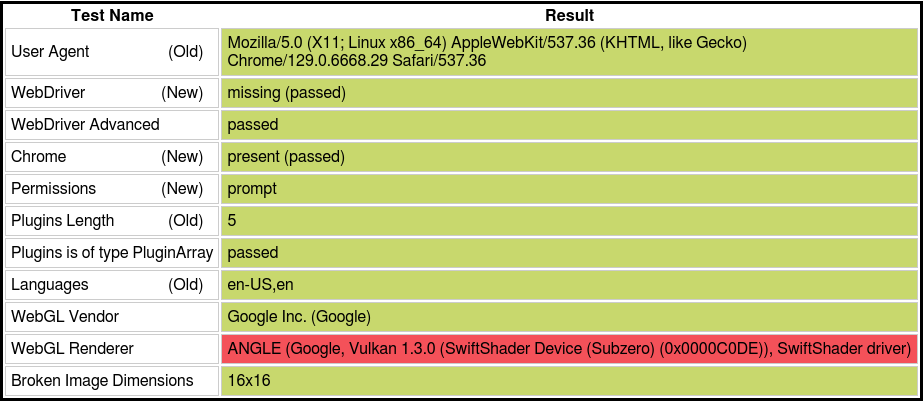 Test Name Result
User Agent (Old) Mozilla/5.0 (X11; Linux x86_64) AppleWebKit/537.36 (KHTML, like Gecko)
Chrome/129.0.6668.29 Safari/537.36
WebDriver (New) missing (passed)
WebDriver Advanced passed
Chrome (New) present (passed)
Permissions (New) prompt
Plugins Length (Old) 5
Plugins is of type PluginArray passed
Languages (Old) en-US,en
WebGL Vendor Google Inc. (Google)
WebGL Renderer ANGLE (Google, Vulkan 1.3.0 (SwiftShader Device (Subzero) (0x0000C0DE)), SwiftShader driver)
Broken Image Dimensions 16x16